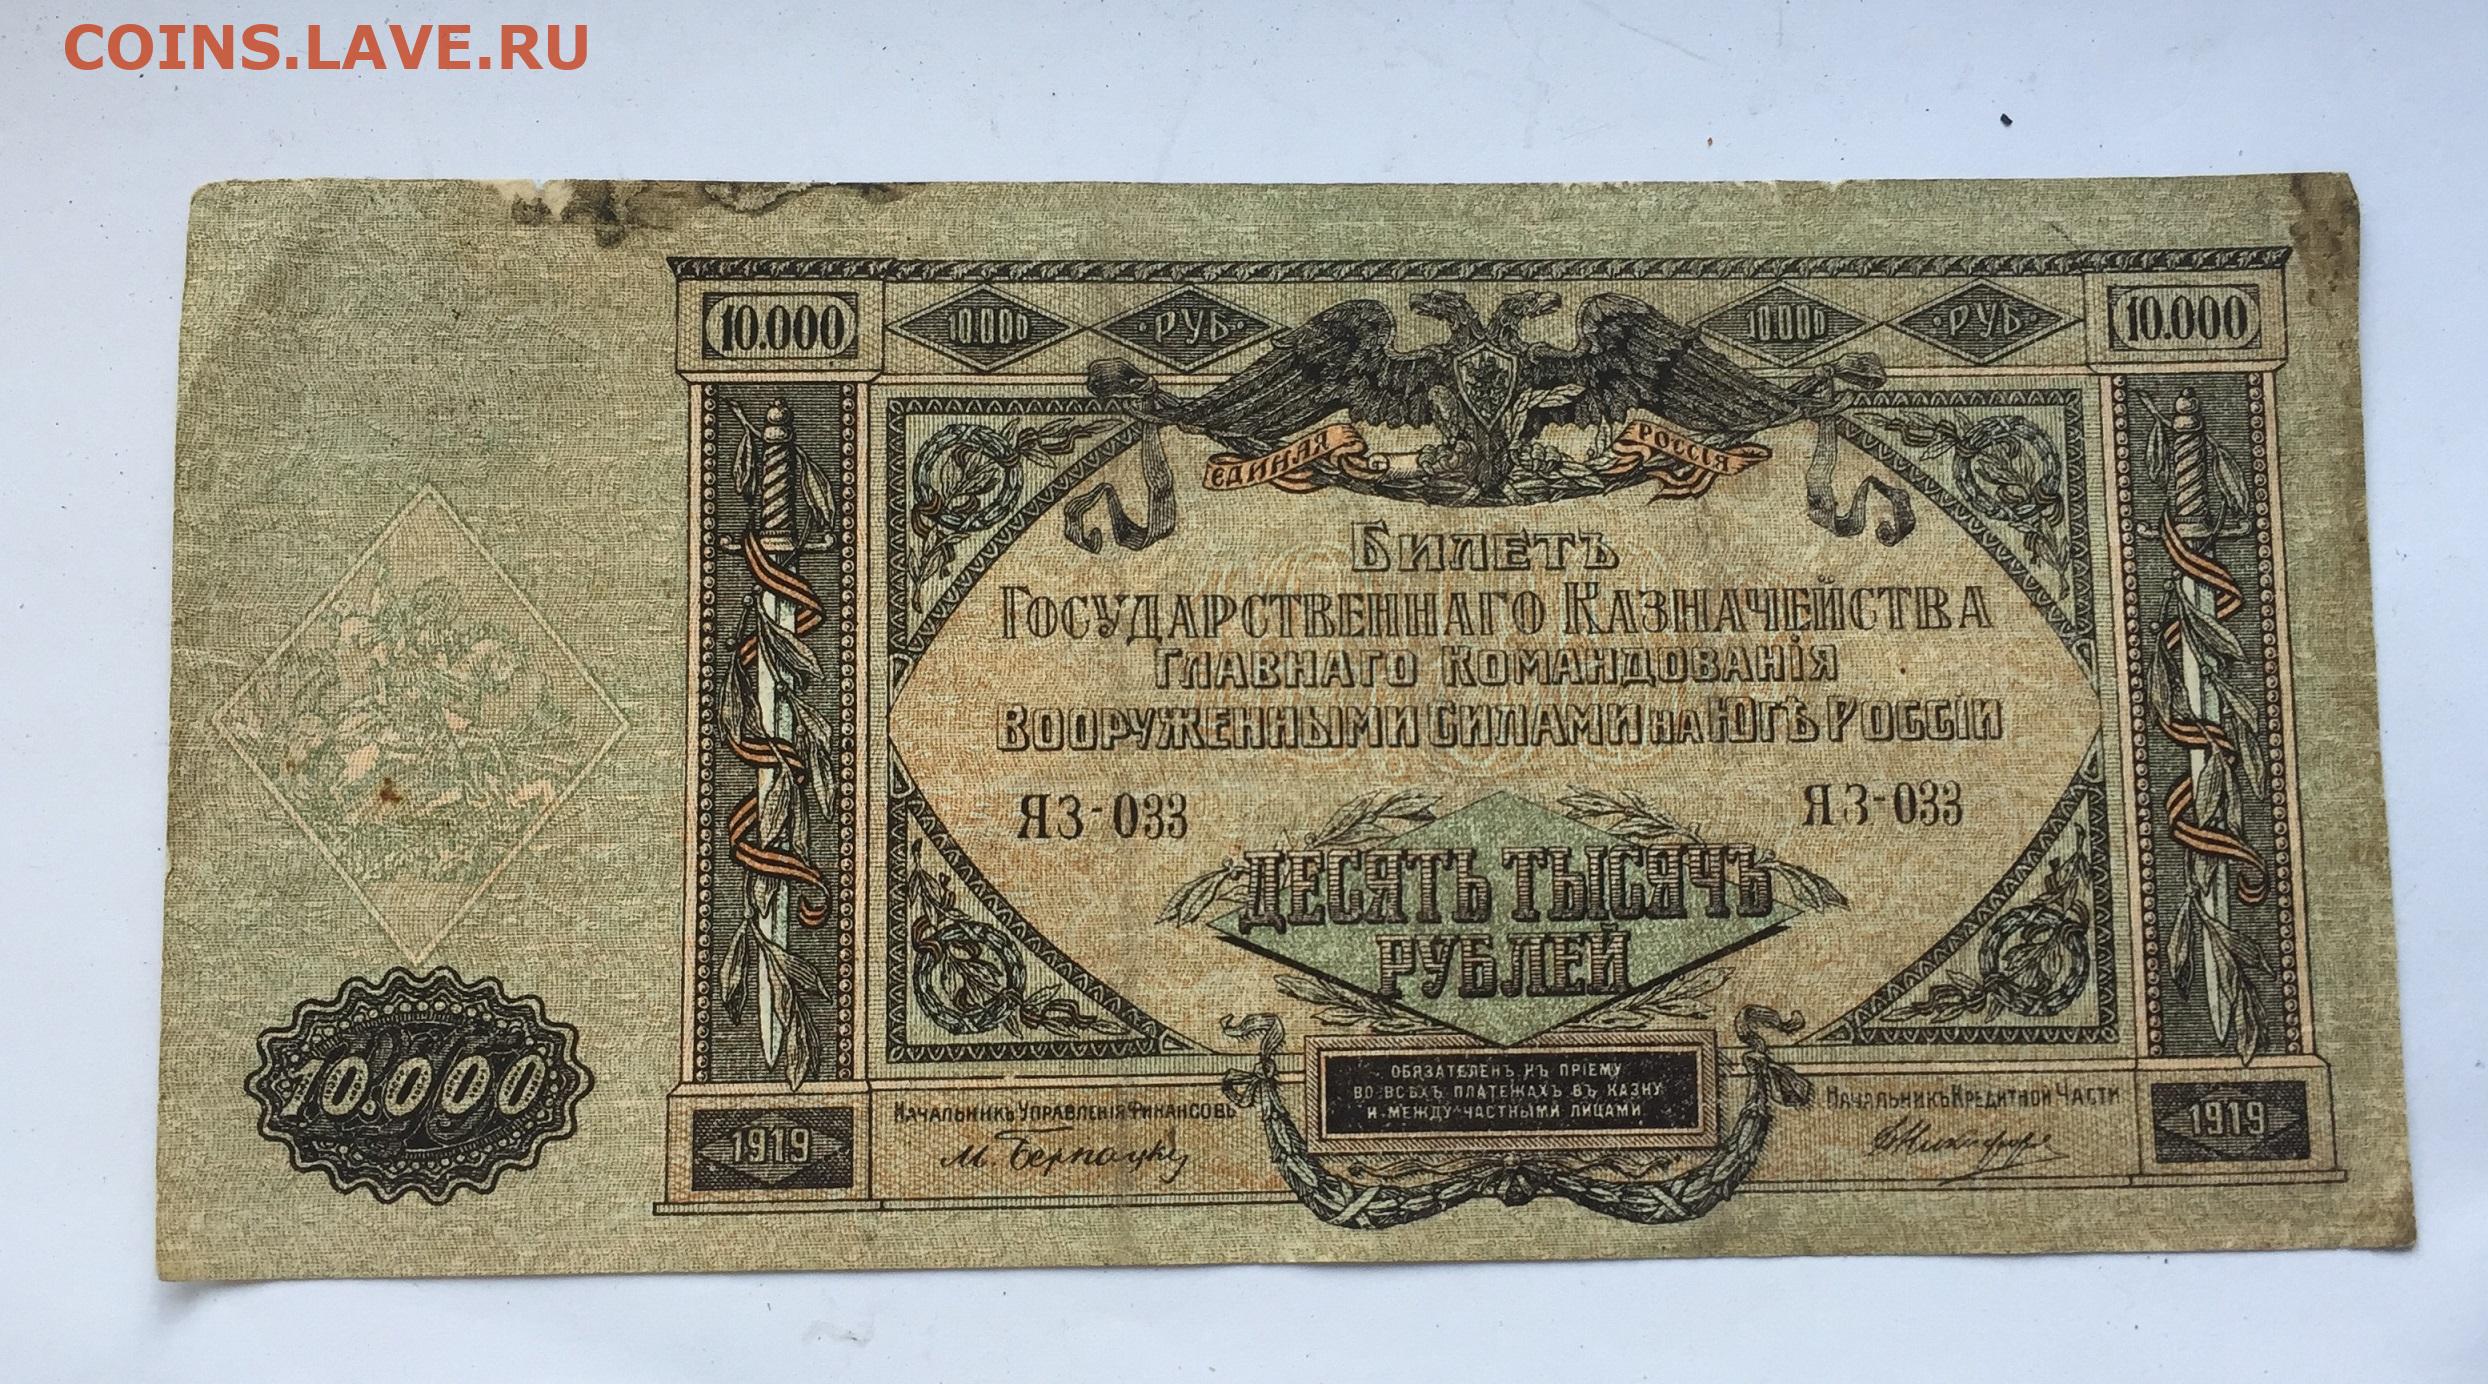 COINS.LAVE.RU
10.000
10.000
·РУБ·
10.000
·РУБ·
10.000
ЕДИНАЯ
РОССІЯ
БИЛЕТЪ
ГОСУДАРСТВЕННАГО КАЗНАЧЕЙСТВА
ГЛАВНАГО КОМАНДОВАНІЯ
ВООРУЖЕННЫМИ СИЛАМИ НА ЮГѢ РОССІИ
ЯЗ-033
ЯЗ-033
ДЕСЯТЬ ТЫСЯЧЪ
РУБЛЕЙ
10.000
ОБЯЗАТЕЛЕНЪ КЪ ПРІЕМУ
ВО ВСѢХЪ ПЛАТЕЖАХЪ ВЪ КАЗНУ
И МЕЖДУ ЧАСТНЫМИ ЛИЦАМИ
1919
НАЧАЛЬНИКЪ УПРАВЛЕНІЯ ФИНАНСОВЪ
М. Бернацкій
НАЧАЛЬНИКЪ КРЕДИТНОЙ ЧАСТИ
1919